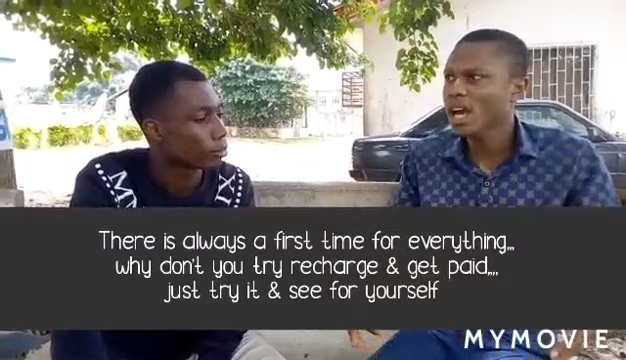 There is always a first time for everything,,,
why don't you try recharge & get paid,,,,
just try it & see for yourself
MYMOVIE